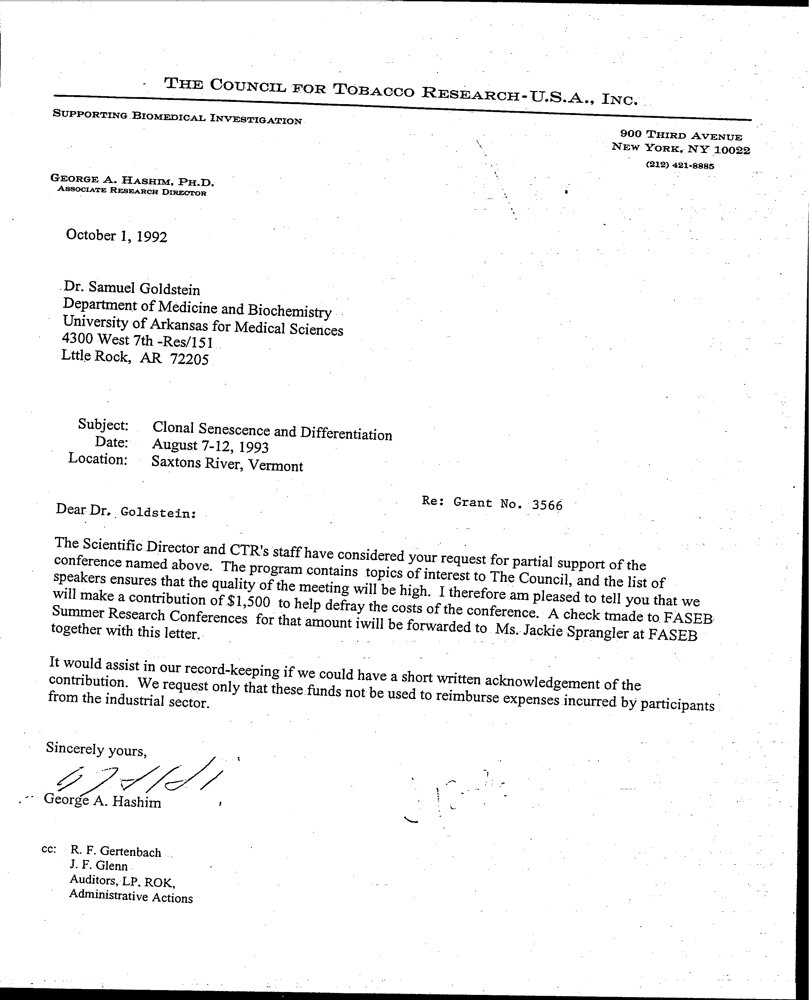 THE COUNCIL FOR TOBACCO RESEARCH-U.S.A., INC.
SUPPORTING BIOMEDICAL INVESTIGATION
900 THIRD AVENUE
NEW YORK, NY 10022
(212) 421-8885
GEORGE A. HASHIM, PH.D.
ASSOCIATE RESEARCH DIRECTOR
October 1, 1992
Dr. Samuel Goldstein
Department of Medicine and Biochemistry
University of Arkansas for Medical Sciences
4300 West 7th -Res/151
Lttle Rock, AR 72205
Subject: Clonal Senescence and Differentiation
Date: August 7-12, 1993
Location: Saxtons River, Vermont
Re: Grant No. 3566
Dear Dr. Goldstein:
The Scientific Director and CTR's staff have considered your request for partial support of the
conference named above. The program contains topics of interest to The Council, and the list of
speakers ensures that the quality of the meeting will be high. I therefore am pleased to tell you that we
will make a contribution of $1,500 to help defray the costs of the conference. A check tmade to FASEB
Summer Research Conferences for that amount iwill be forwarded to Ms. Jackie Sprangler at FASEB
together with this letter.
It would assist in our record-keeping if we could have a short written acknowledgement of the
contribution. We request only that these funds not be used to reimburse expenses incurred by participants
from the industrial sector.
Sincerely yours,
George A. Hashim
cc: R. F. Gertenbach
J. F. Glenn
Auditors, LP. ROK,
Administrative Actions